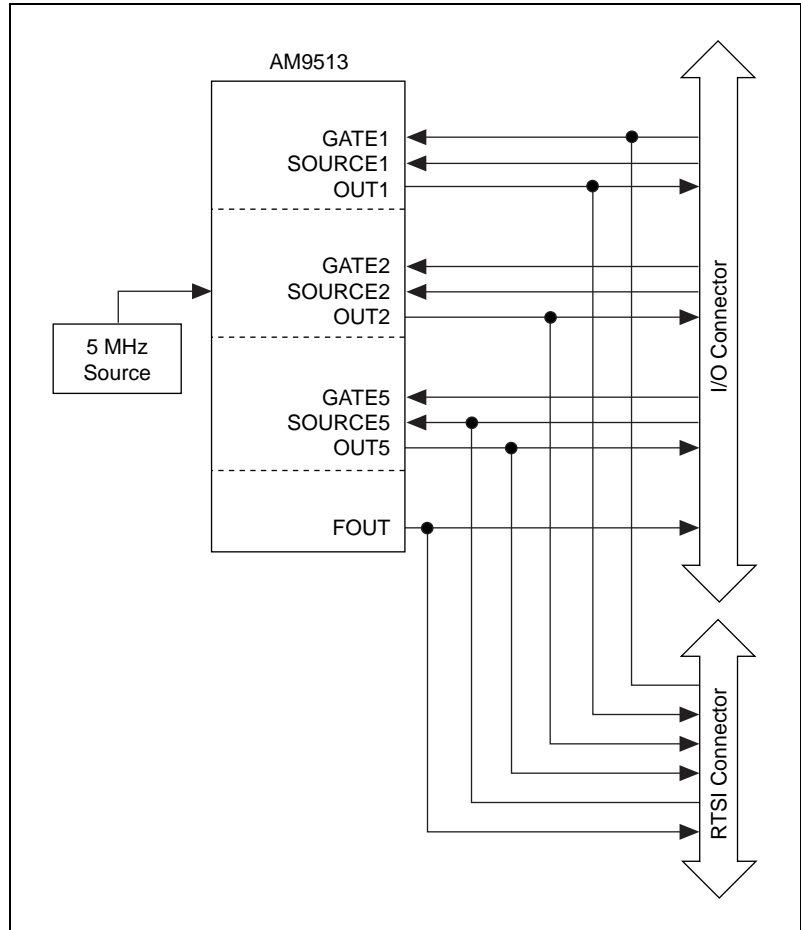 AM9513
GATE1
SOURCE1
OUT1
GATE2
SOURCE2
OUT2
5 MHz
Source
GATE5
SOURCE5
OUT5
FOUT
I/O Connector
RTSI Connector